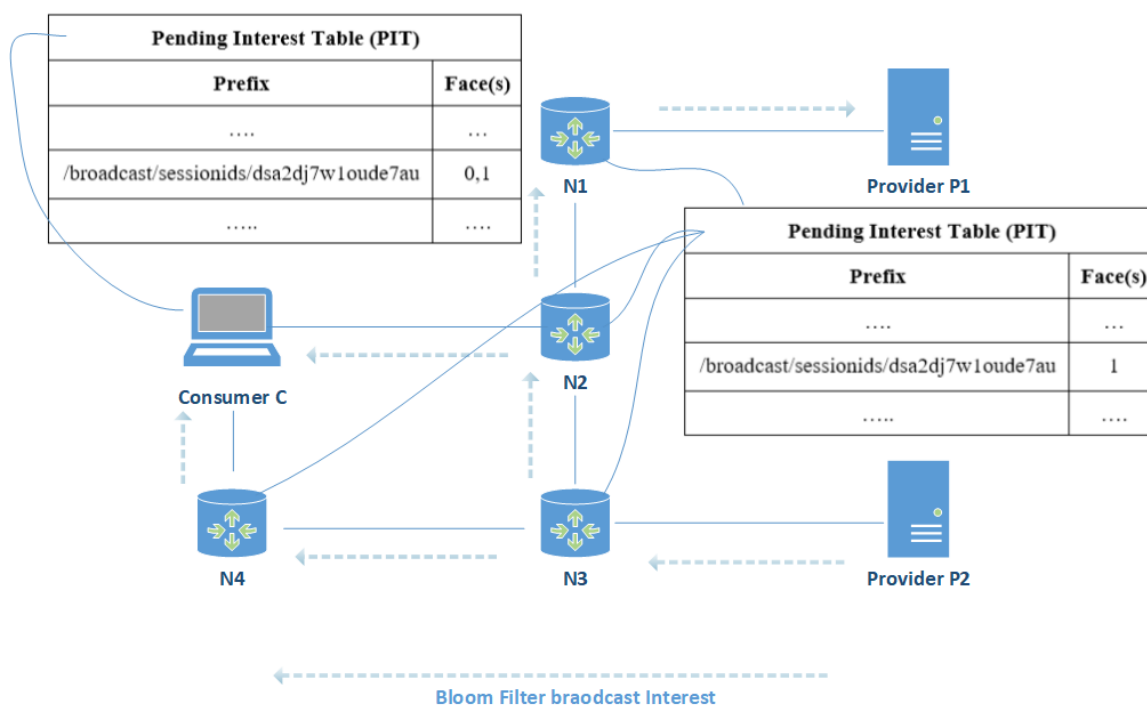 Pending Interest Table (PIT)
Prefix Face(s)
…. …
/broadcast/sessionids/dsa2dj7w1oude7au 0,1
….. ….
N1
Provider P1
Pending Interest Table (PIT)
Prefix Face(s)
…. …
/broadcast/sessionids/dsa2dj7w1oude7au 1
….. ….
Consumer C
N2
N4
N3
Provider P2
Bloom Filter braodcast Interest